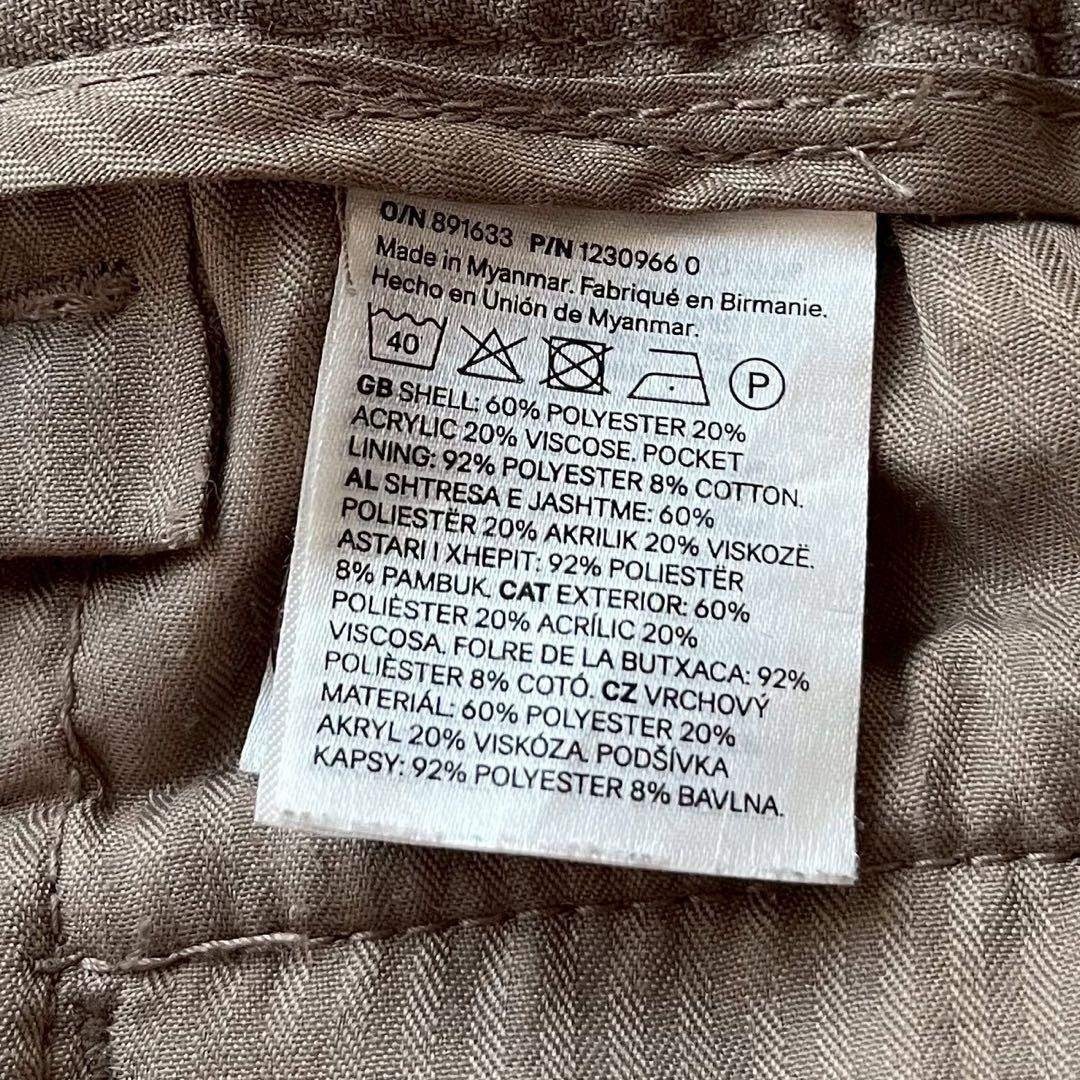 O/N 891633 P/N 1230966 0
Made in Myanmar. Fabriqué en Birmanie.
Hecho en Unión de Myanmar.
40 P
GB SHELL: 60% POLYESTER 20%
ACRYLIC 20% VISCOSE. POCKET
LINING: 92% POLYESTER 8% COTTON.
AL SHTRESA E JASHTME: 60%
POLIESTËR 20% AKRILIK 20% VISKOZË.
ASTARI I XHEPIT: 92% POLIESTËR
8% PAMBUK. CAT EXTERIOR: 60%
POLIÈSTER 20% ACRÍLIC 20%
VISCOSA. FOLRE DE LA BUTXACA: 92%
POLIÈSTER 8% COTÓ. CZ VRCHOVÝ
MATERIÁL: 60% POLYESTER 20%
AKRYL 20% VISKÓZA. PODŠÍVKA
KAPSY: 92% POLYESTER 8% BAVLNA.